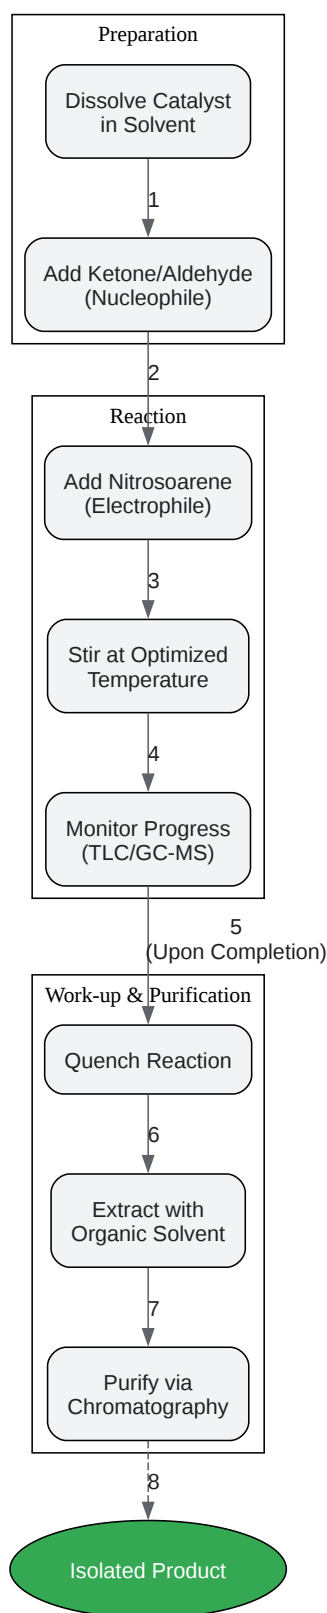 Preparation
Dissolve Catalyst
in Solvent
1
Add Ketone/Aldehyde
(Nucleophile)
2
Reaction
Add Nitrosoarene
(Electrophile)
3
Stir at Optimized
Temperature
4
Monitor Progress
(TLC/GC-MS)
5
(Upon Completion)
Work-up & Purification
Quench Reaction
6
Extract with
Organic Solvent
7
Purify via
Chromatography
8
Isolated Product